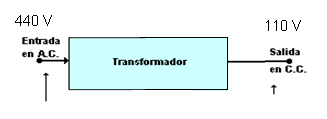 440 V
110 V
Entrada
en A.C.
Transformador
Salida
en C.C.